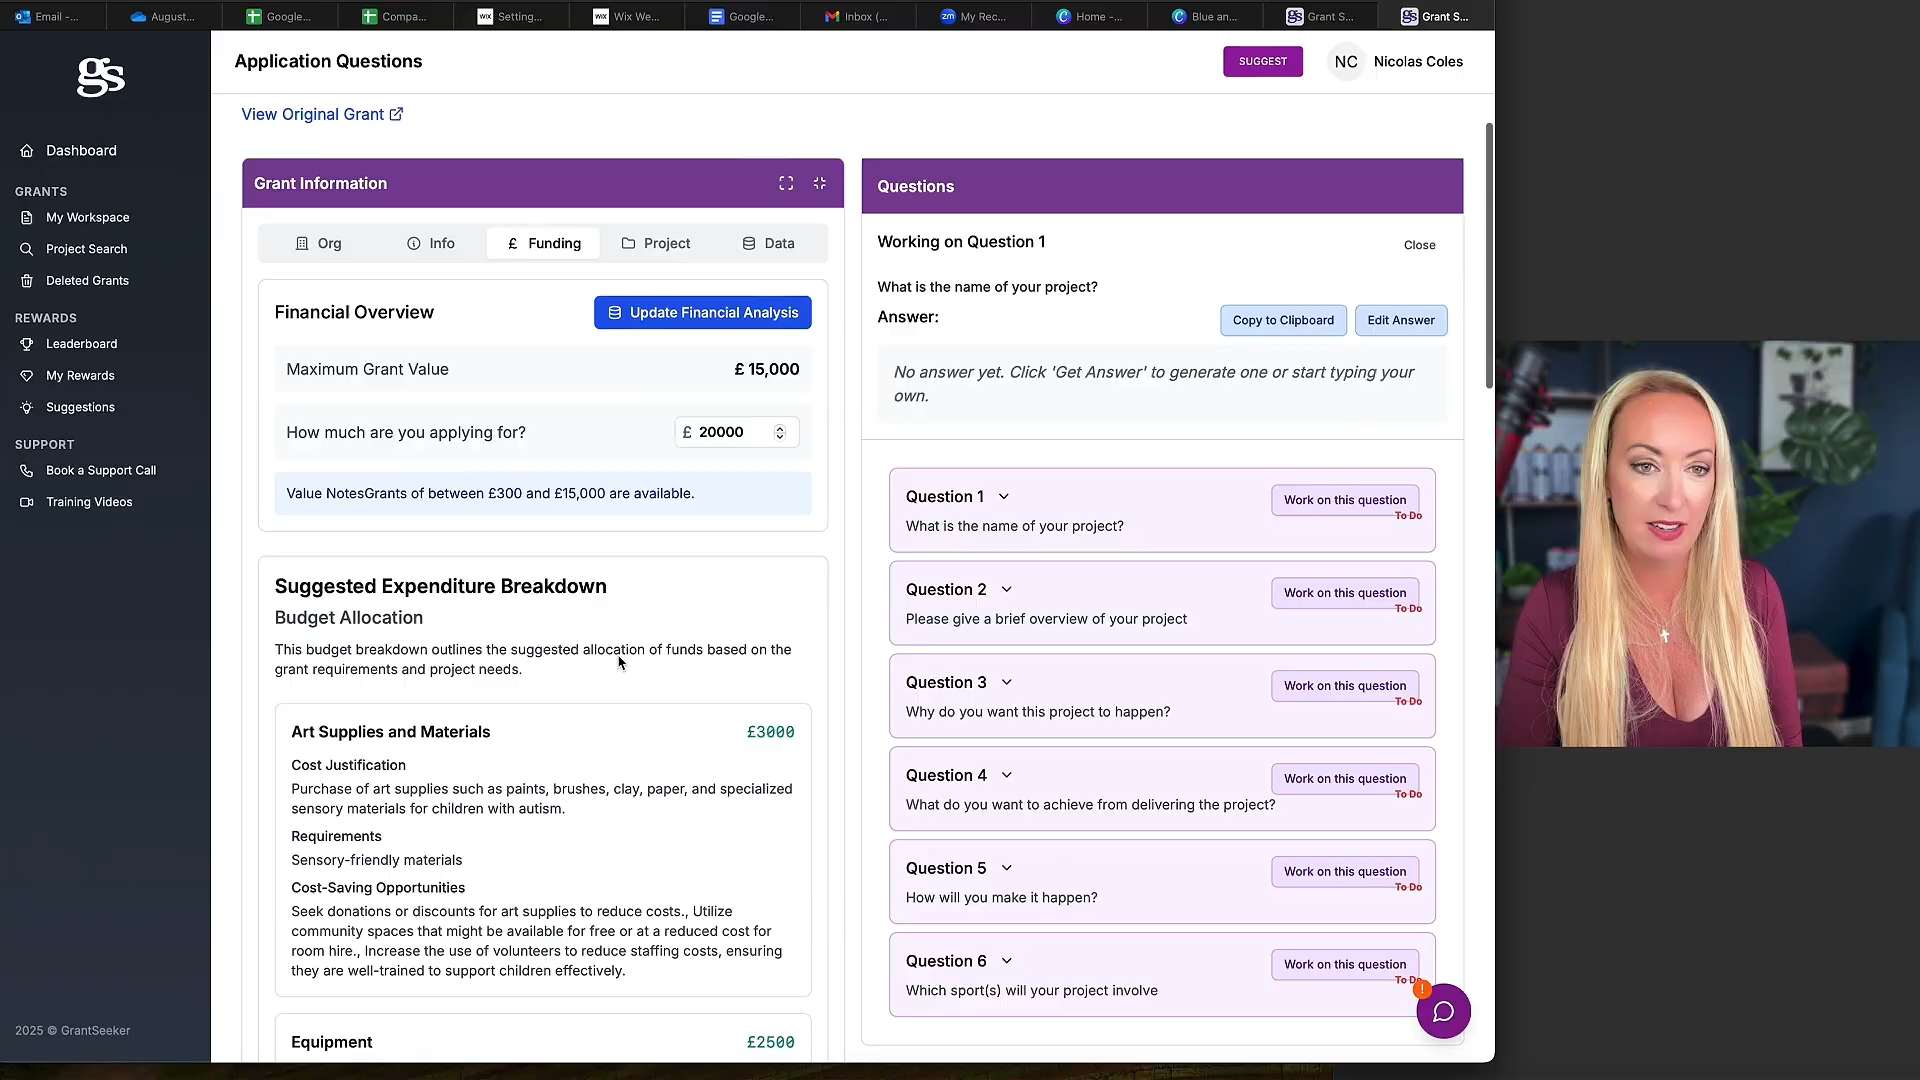 Email -...
August...
Google...
Compa...
WiX Setting...
WiX Wix We...
Google...
Inbox (...
zm My Rec...
Home -...
Blue an...
gs Grant S...
gs Grant S...
gs
Application Questions
SUGGEST
NC
Nicolas Coles
View Original Grant
Dashboard
GRANTS
My Workspace
Project Search
Deleted Grants
REWARDS
Leaderboard
My Rewards
Suggestions
SUPPORT
Book a Support Call
Training Videos
2025 © GrantSeeker
Grant Information
Org
Info
£ Funding
Project
Data
Financial Overview
Update Financial Analysis
Maximum Grant Value
£ 15,000
How much are you applying for?
£ 20000
Value NotesGrants of between £300 and £15,000 are available.
Suggested Expenditure Breakdown
Budget Allocation
This budget breakdown outlines the suggested allocation of funds based on the
grant requirements and project needs.
Art Supplies and Materials
£3000
Cost Justification
Purchase of art supplies such as paints, brushes, clay, paper, and specialized
sensory materials for children with autism.
Requirements
Sensory-friendly materials
Cost-Saving Opportunities
Seek donations or discounts for art supplies to reduce costs., Utilize
community spaces that might be available for free or at a reduced cost for
room hire., Increase the use of volunteers to reduce staffing costs, ensuring
they are well-trained to support children effectively.
Equipment
£2500
Questions
Working on Question 1
Close
What is the name of your project?
Answer:
Copy to Clipboard
Edit Answer
No answer yet. Click 'Get Answer' to generate one or start typing your
own.
Question 1
Work on this question
To Do
What is the name of your project?
Question 2
Work on this question
To Do
Please give a brief overview of your project
Question 3
Work on this question
To Do
Why do you want this project to happen?
Question 4
Work on this question
To Do
What do you want to achieve from delivering the project?
Question 5
Work on this question
To Do
How will you make it happen?
Question 6
Work on this question
To Do
Which sport(s) will your project involve
!